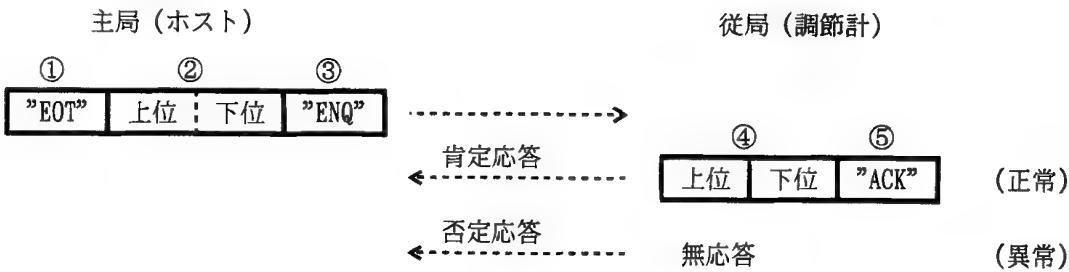 主局（ホスト）
従局（調節計）
① ② ③
”EOT” 上位 下位 ”ENQ”
④ ⑤
肯定応答
上位 下位 ”ACK” （正常）
否定応答
無応答 （異常）